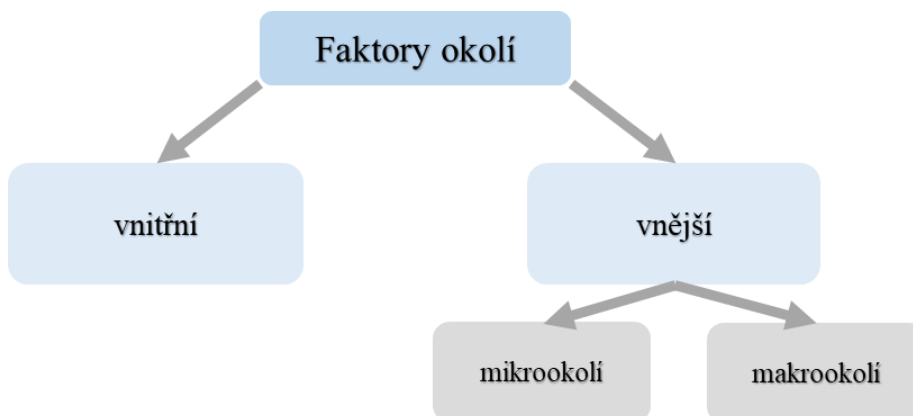 Faktory okolí
vnitřní
vnější
mikrookolí
makrookolí